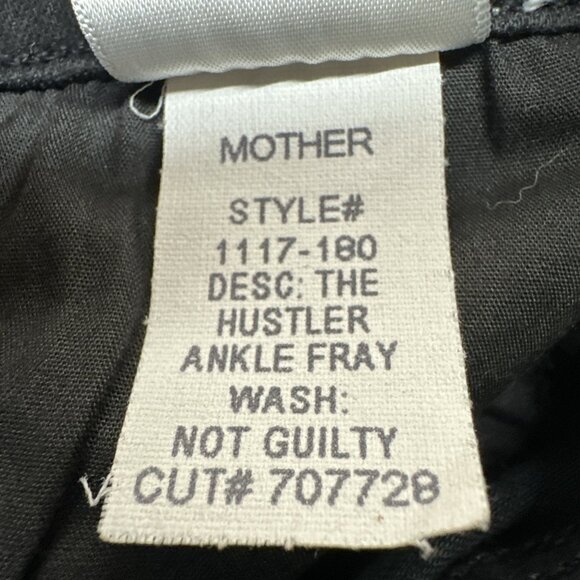 MOTHER
STYLE#
1117-180
DESC: THE
HUSTLER
ANKLE FRAY
WASH:
NOT GUILTY
CUT# 707728